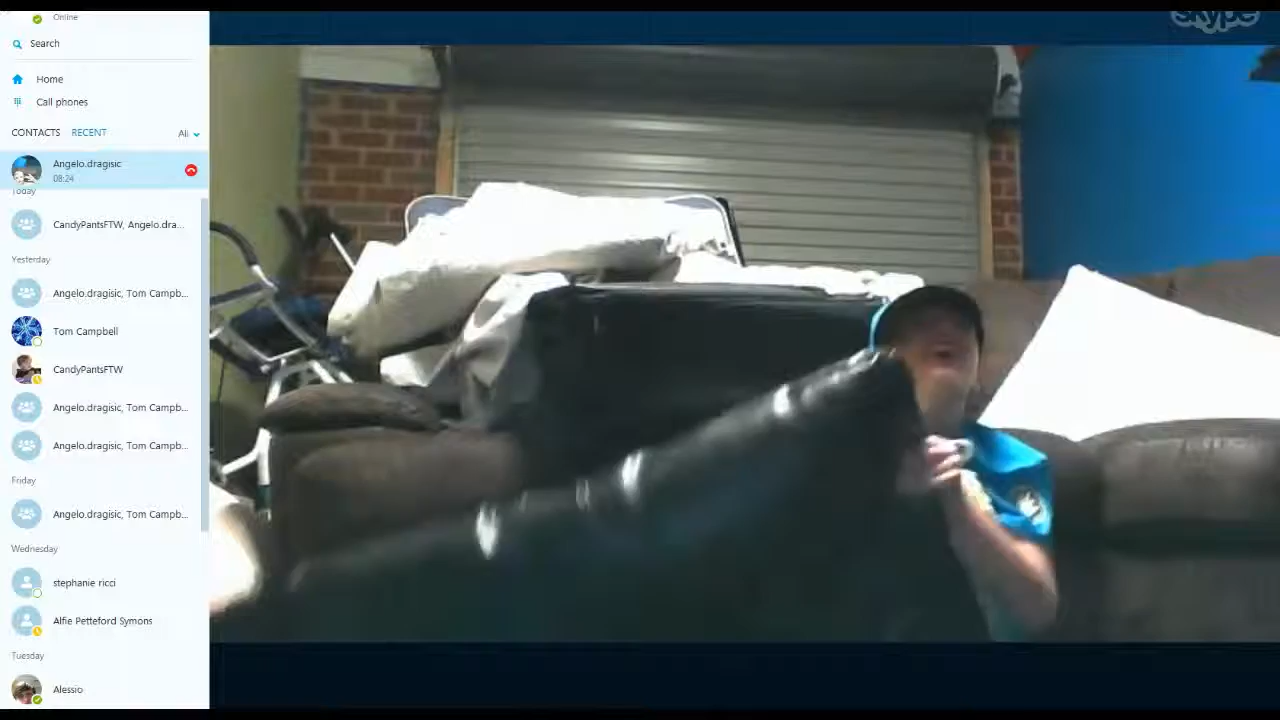 Online
skype
Search
Home
Call phones
CONTACTS RECENT All
Angelo.dragisic
08:24
Today
CandyPantsFTW, Angelo.dra...
Yesterday
Angelo.dragisic, Tom Campb...
Tom Campbell
CandyPantsFTW
Angelo.dragisic, Tom Campb...
Angelo.dragisic, Tom Campb...
Friday
Angelo.dragisic, Tom Campb...
Wednesday
stephanie ricci
Alfie Petteford Symons
Tuesday
Alessio